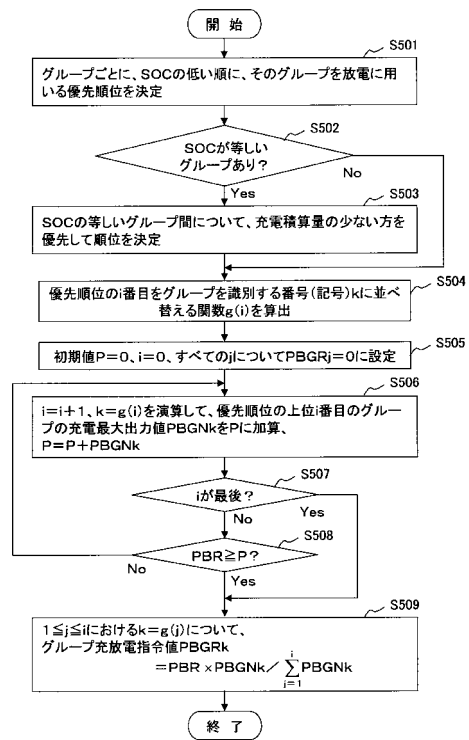 開 始
S501
グループごとに、SOCの低い順に、そのグループを放電に用
いる優先順位を決定
S502
SOCが等しい
グループあり?
No
Yes
S503
SOCの等しいグループ間について、充電積算量の少ない方を
優先して順位を決定
S504
優先順位のi番目をグループを識別する番号(記号)kに並べ
替える関数g(i)を算出
S505
初期値P=0、i=0、すべてのjについてPBGRj=0に設定
S506
i=i+1、k=g(i)を演算して、優先順位の上位i番目のグルー
プの充電最大出力値PBGNkをPに加算、
P=P+PBGNk
S507
iが最後?
Yes
No
S508
PBR≧P?
No
Yes
S509
1≦j≦iにおけるk=g(j)について、
グループ充放電指令値PBGRk
=PBR×PBGNk/ i∑j=1 PBGNk
終 了